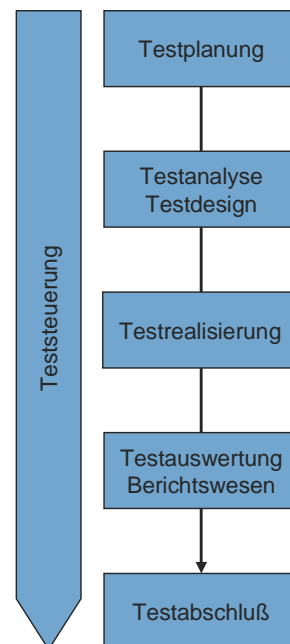 Teststeuerung
Testplanung
Testanalyse
Testdesign
Testrealisierung
Testauswertung
Berichtswesen
Testabschluß